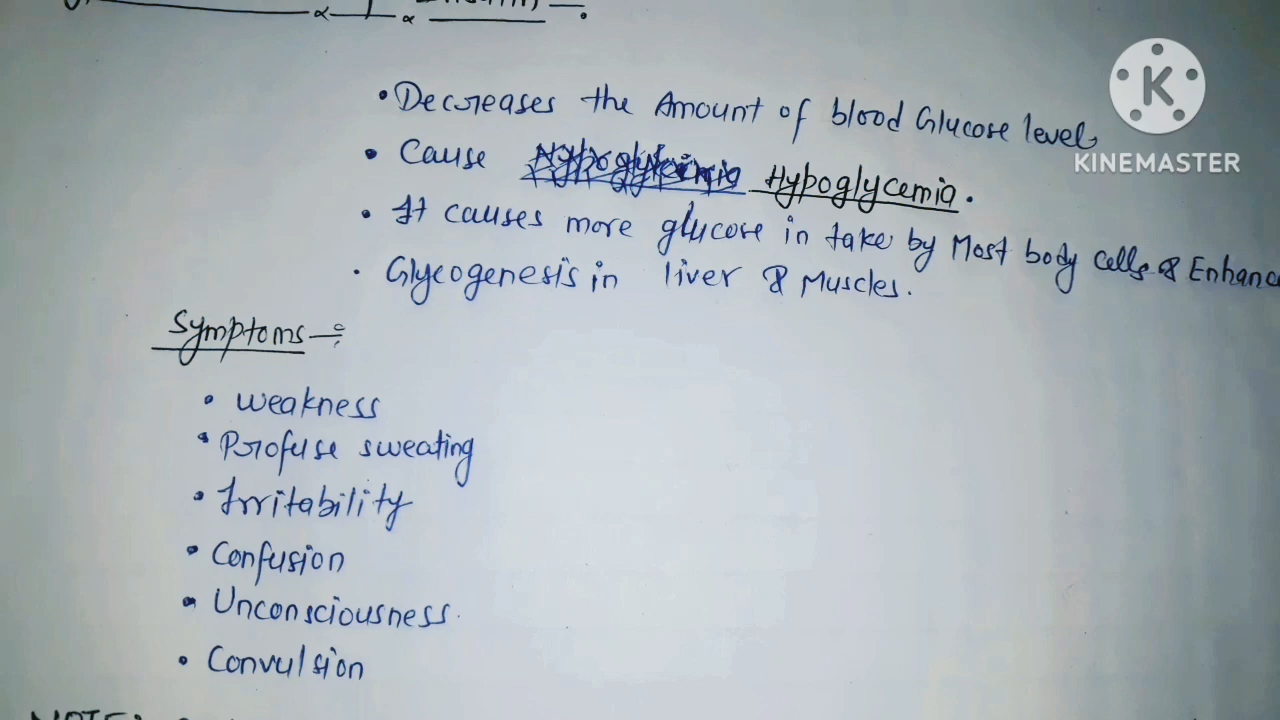 • Decreases the Amount of blood Glucose level
KINEMASTER
• Cause Hypoglycemia Hypoglycemia.
• It causes more glucose in take by Most body cells & Enhanc
• Glycogenesis in liver & Muscles.
Symptoms
• weakness
• Profuse sweating
• Irritability
• Confusion
• Unconsciousness
• Convulsion